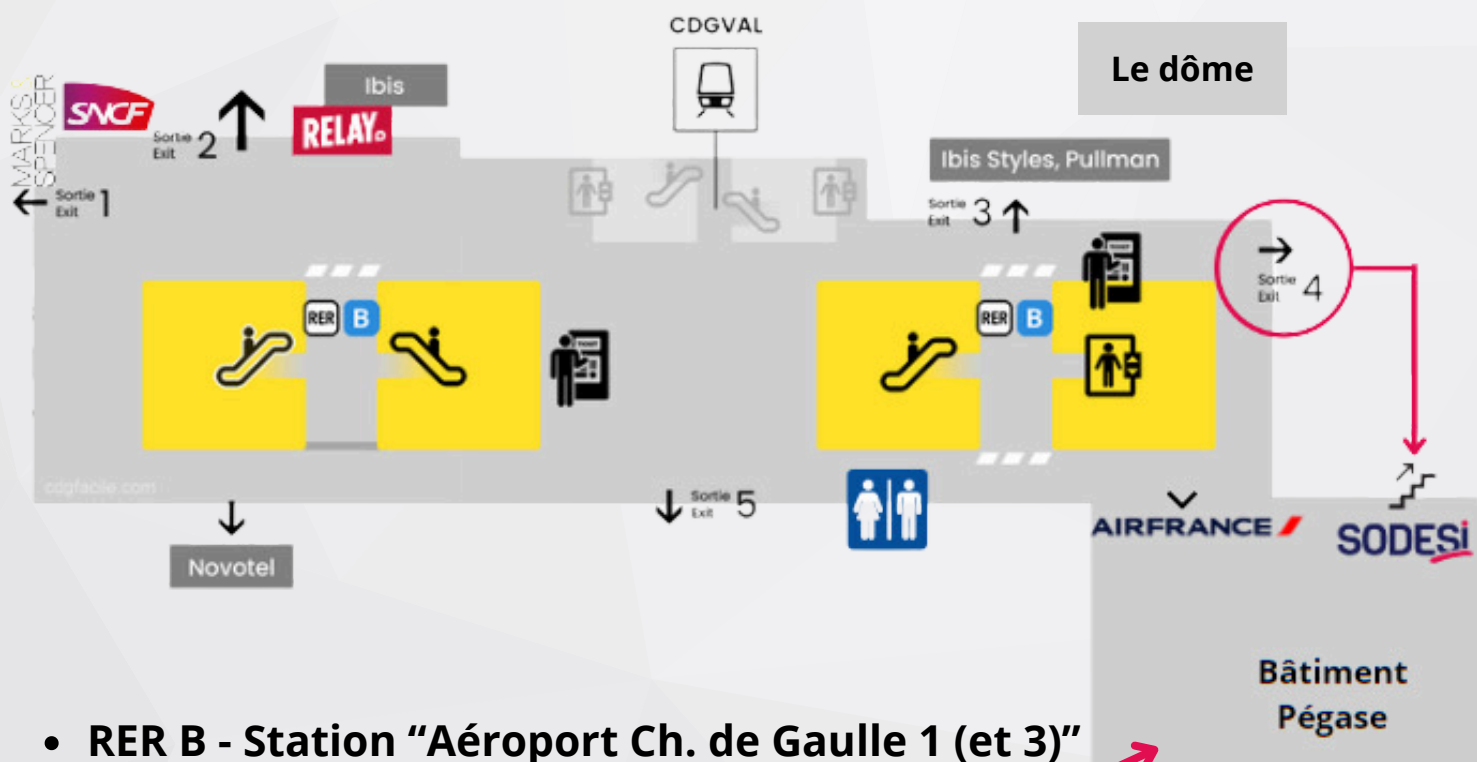 CDGVAL
Le dôme
MARKS&
SPENCER
SNCF
Sortie
Exit 2
Ibis
RELAY
Ibis Styles, Pullman
Sortie
Exit 1
Sortie
Exit 3
Sortie
Exit 4
RER B
RER B
TICKET
TICKET
cdgfacile.com
Sortie
Exit 5
Novotel
AIRFRANCE
SODESI
Bâtiment
Pégase
• RER B - Station “Aéroport Ch. de Gaulle 1 (et 3)”